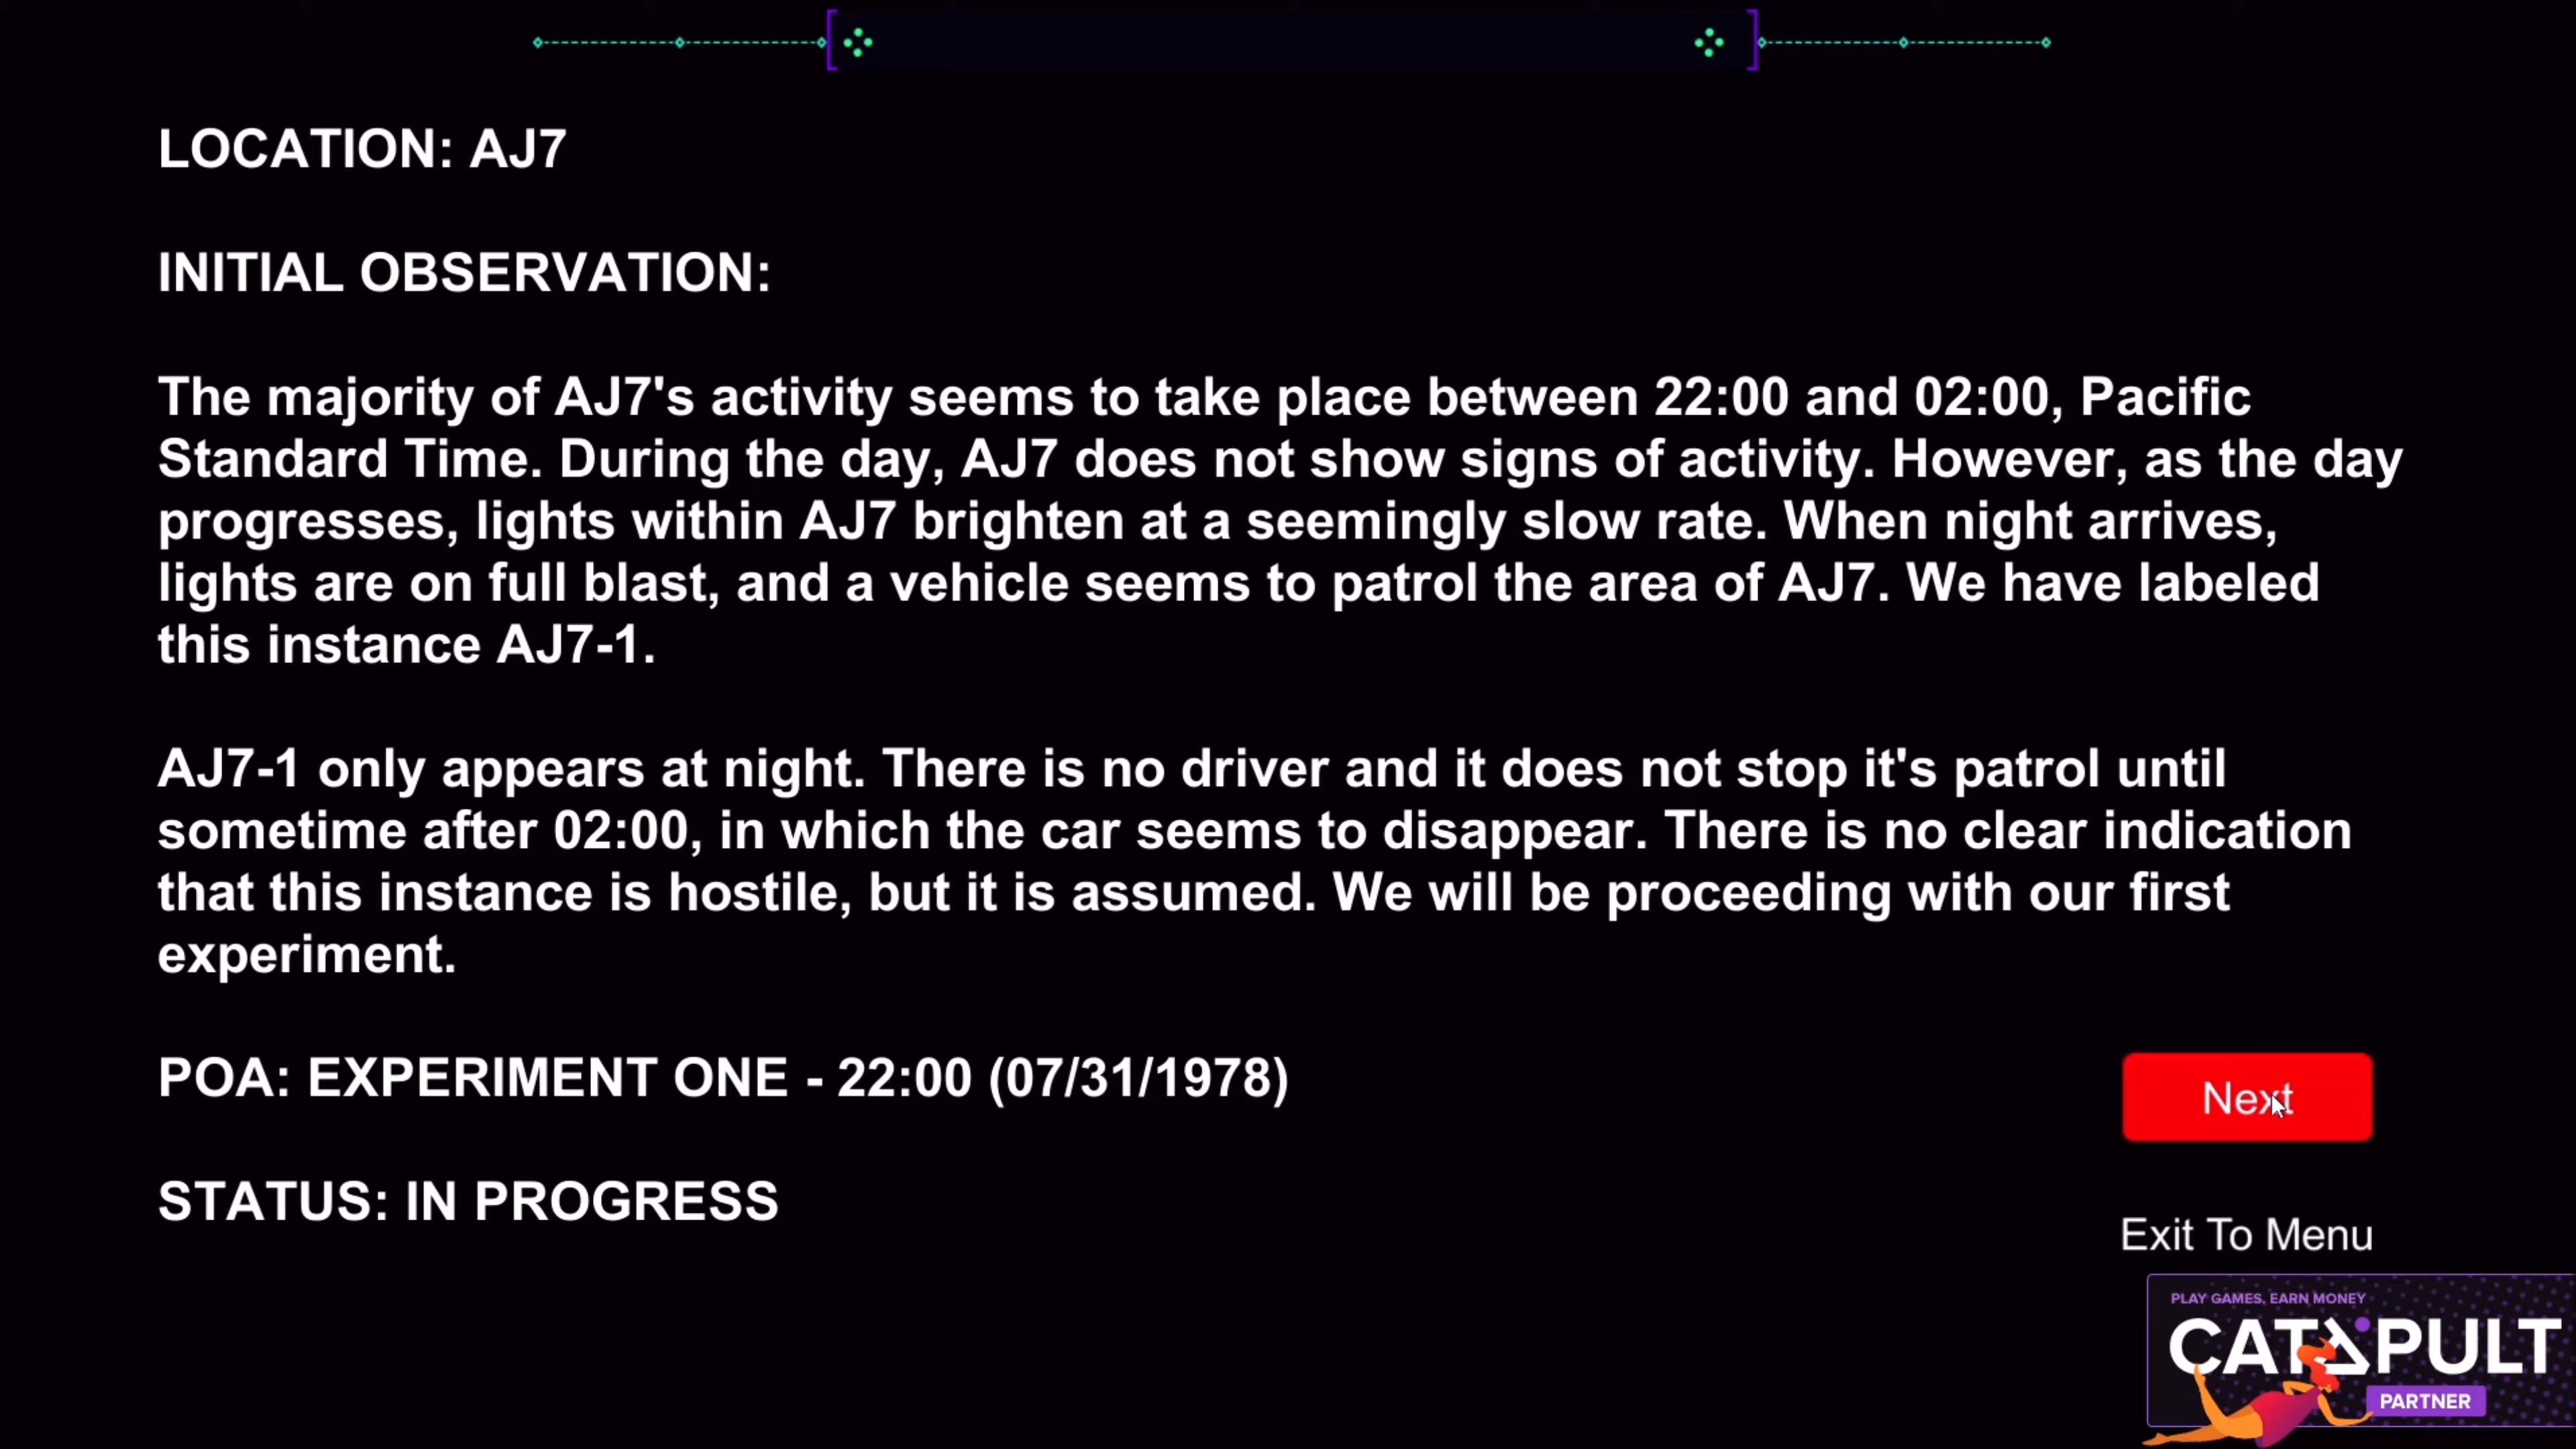 LOCATION: AJ7
INITIAL OBSERVATION:
The majority of AJ7's activity seems to take place between 22:00 and 02:00, Pacific
Standard Time. During the day, AJ7 does not show signs of activity. However, as the day
progresses, lights within AJ7 brighten at a seemingly slow rate. When night arrives,
lights are on full blast, and a vehicle seems to patrol the area of AJ7. We have labeled
this instance AJ7-1.
AJ7-1 only appears at night. There is no driver and it does not stop it's patrol until
sometime after 02:00, in which the car seems to disappear. There is no clear indication
that this instance is hostile, but it is assumed. We will be proceeding with our first
experiment.
POA: EXPERIMENT ONE - 22:00 (07/31/1978)
Next
STATUS: IN PROGRESS
Exit To Menu
PLAY GAMES, EARN MONEY
CATAPULT
PARTNER